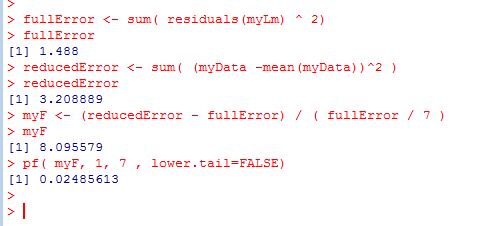 >
> fullError <- sum( residuals(myLm) ^ 2)
> fullError
[1] 1.488
> reducedError <- sum( (myData -mean(myData))^2 )
> reducedError
[1] 3.208889
> myF <- (reducedError - fullError) / ( fullError / 7 )
> myF
[1] 8.095579
> pf( myF, 1, 7 , lower.tail=FALSE)
[1] 0.02485613
>
>